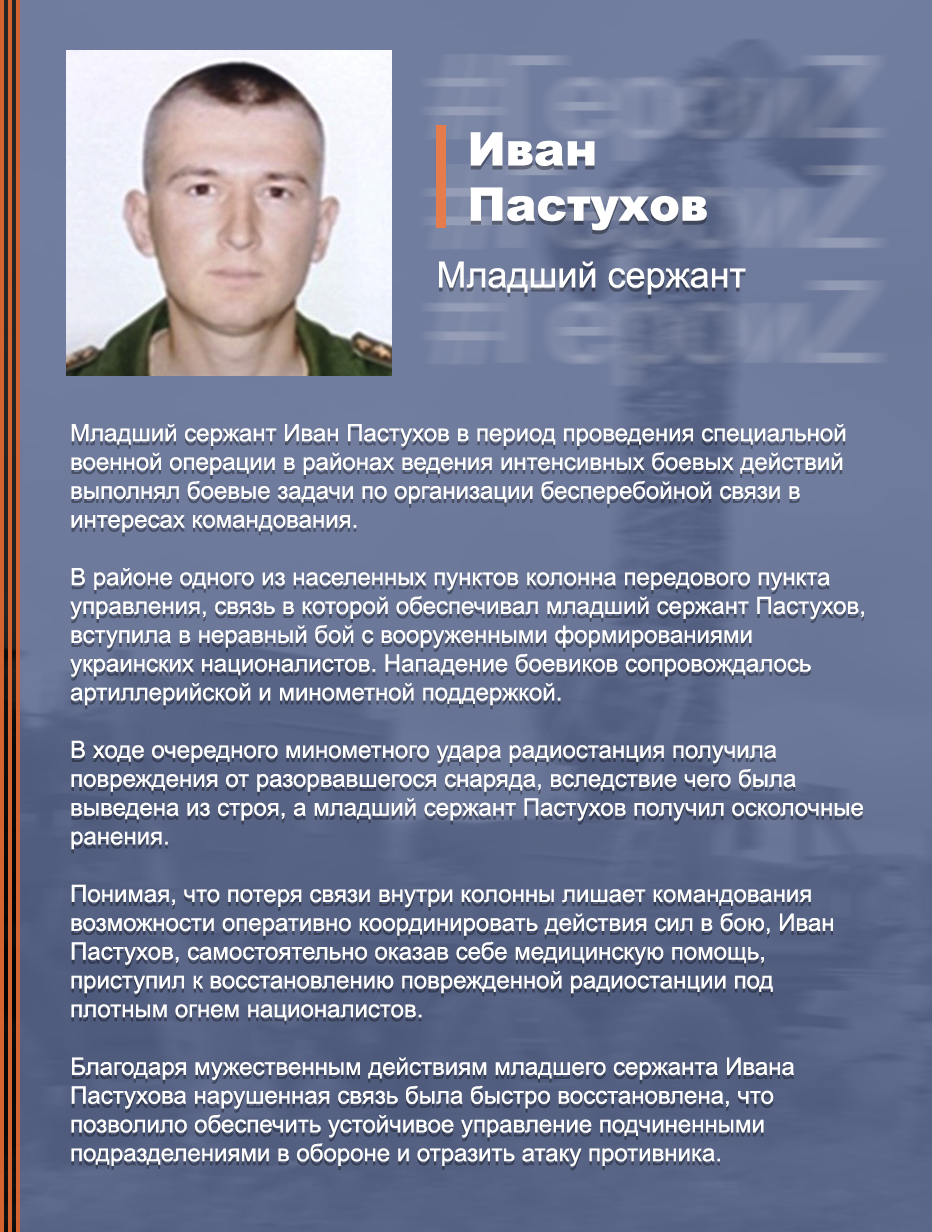 #ГероиZ
Иван
Пастухов
#ГероиZ
Младший сержант
#ГероиZ
Младший сержант Иван Пастухов в период проведения специальной
военной операции в районах ведения интенсивных боевых действий
выполнял боевые задачи по организации бесперебойной связи в
интересах командования.
В районе одного из населенных пунктов колонна передового пункта
управления, связь в которой обеспечивал младший сержант Пастухов,
вступила в неравный бой с вооруженными формированиями
украинских националистов. Нападение боевиков сопровождалось
артиллерийской и минометной поддержкой.
В ходе очередного минометного удара радиостанция получила
повреждения от разорвавшегося снаряда, вследствие чего была
выведена из строя, а младший сержант Пастухов получил осколочные
ранения.
Понимая, что потеря связи внутри колонны лишает командования
возможности оперативно координировать действия сил в бою, Иван
Пастухов, самостоятельно оказав себе медицинскую помощь,
приступил к восстановлению поврежденной радиостанции под
плотным огнем националистов.
Благодаря мужественным действиям младшего сержанта Ивана
Пастухова нарушенная связь была быстро восстановлена, что
позволило обеспечить устойчивое управление подчиненными
подразделениями в обороне и отразить атаку противника.